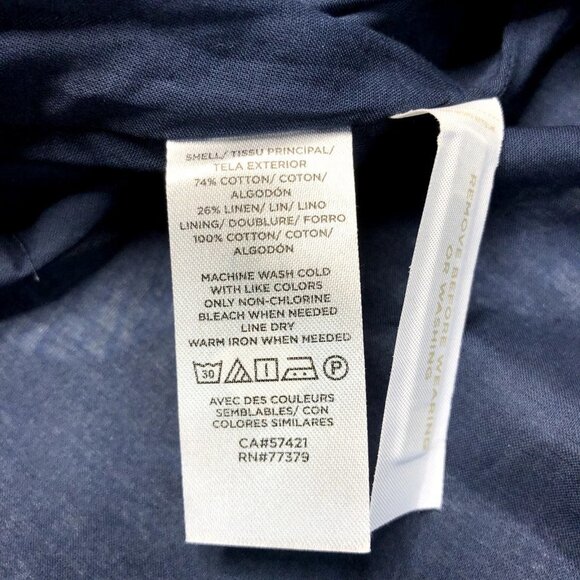 SHELL/ TISSU PRINCIPAL/
TELA EXTERIOR
74% COTTON/ COTON/
ALGODÓN
26% LINEN/ LIN/ LINO
LINING/ DOUBLURE/ FORRO
100% COTTON/ COTON/
ALGODÓN
MACHINE WASH COLD
WITH LIKE COLORS
ONLY NON-CHLORINE
BLEACH WHEN NEEDED
LINE DRY
WARM IRON WHEN NEEDED
30
P
AVEC DES COULEURS
SEMBLABLES/ CON
COLORES SIMILARES
CA#57421
RN#77379
REMOVE BEFORE WEARING
OR WASHING